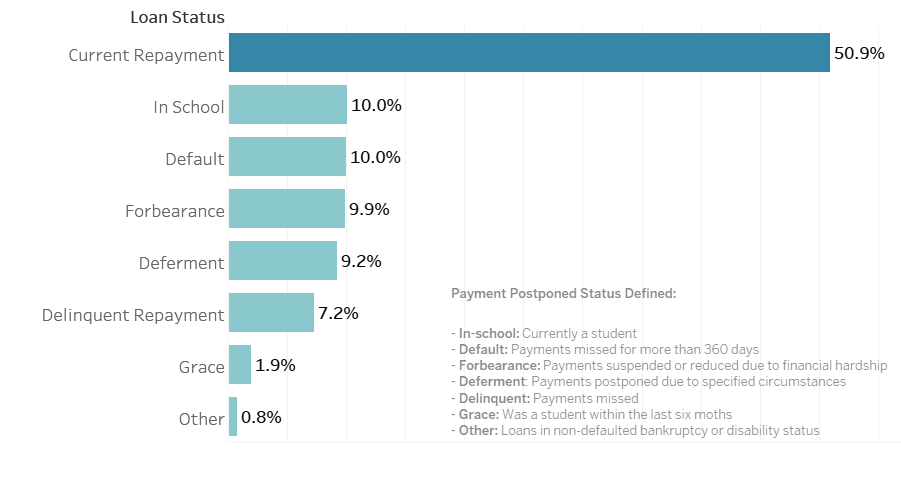 Loan Status
Current Repayment 50.9%
In School 10.0%
Default 10.0%
Forbearance 9.9%
Deferment 9.2%
Delinquent Repayment 7.2%
Grace 1.9%
Other 0.8%
Payment Postponed Status Defined:
- In-school: Currently a student
- Default: Payments missed for more than 360 days
- Forbearance: Payments suspended or reduced due to financial hardship
- Deferment: Payments postponed due to specified circumstances
- Delinquent: Payments missed
- Grace: Was a student within the last six moths
- Other: Loans in non-defaulted bankruptcy or disability status